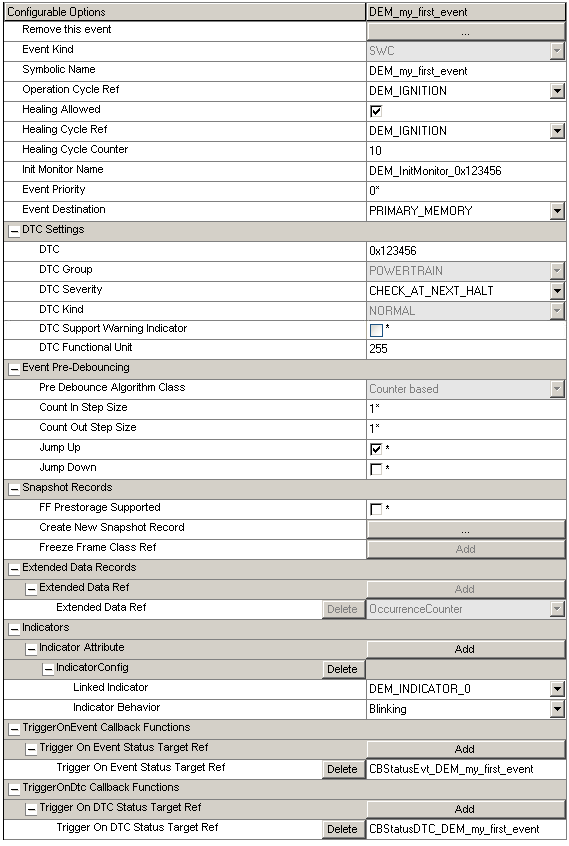 Configurable Options DEM_my_first_event
Remove this event ...
Event Kind SWC
Symbolic Name DEM_my_first_event
Operation Cycle Ref DEM_IGNITION
Healing Allowed
Healing Cycle Ref DEM_IGNITION
Healing Cycle Counter 10
Init Monitor Name DEM_InitMonitor_0x123456
Event Priority 0*
Event Destination PRIMARY_MEMORY
DTC Settings
DTC 0x123456
DTC Group POWERTRAIN
DTC Severity CHECK_AT_NEXT_HALT
DTC Kind NORMAL
DTC Support Warning Indicator *
DTC Functional Unit 255
Event Pre-Debouncing
Pre Debounce Algorithm Class Counter based
Count In Step Size 1*
Count Out Step Size 1*
Jump Up *
Jump Down *
Snapshot Records
FF Prestorage Supported *
Create New Snapshot Record ...
Freeze Frame Class Ref Add
Extended Data Records
Extended Data Ref Add
Extended Data Ref Delete OccurrenceCounter
Indicators
Indicator Attribute Add
IndicatorConfig Delete
Linked Indicator DEM_INDICATOR_0
Indicator Behavior Blinking
TriggerOnEvent Callback Functions
Trigger On Event Status Target Ref Add
Trigger On Event Status Target Ref Delete CBStatusEvt_DEM_my_first_event
TriggerOnDtc Callback Functions
Trigger On DTC Status Target Ref Add
Trigger On DTC Status Target Ref Delete CBStatusDTC_DEM_my_first_event